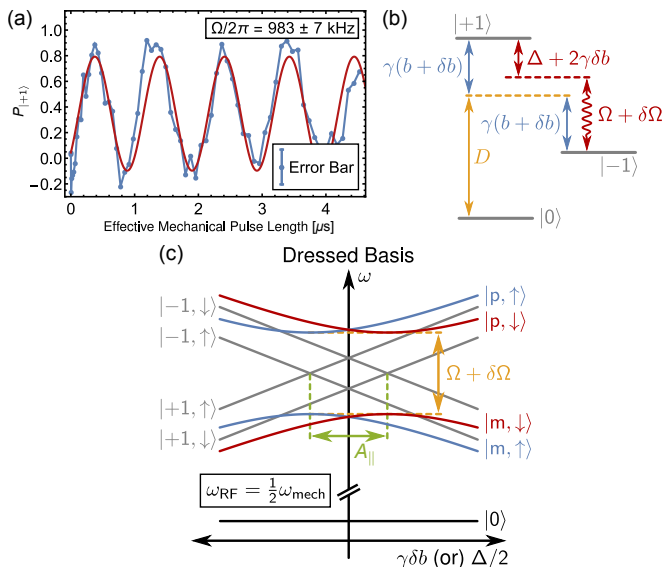 (a)
Ω/2π = 983 ± 7 kHz
P|+1⟩
1.0
0.8
0.6
0.4
0.2
0.0
−0.2
Error Bar
0
1
2
3
4
Effective Mechanical Pulse Length [μs]
(b)
|+1⟩
γ(b + δb)
Δ + 2γδb
γ(b + δb)
Ω + δΩ
|−1⟩
D
|0⟩
(c)
Dressed Basis
ω
|−1, ↓⟩
|−1, ↑⟩
|+1, ↑⟩
|+1, ↓⟩
|p, ↑⟩
|p, ↓⟩
Ω + δΩ
|m, ↓⟩
|m, ↑⟩
A∥
ω_RF = ½ω_mech
|0⟩
γδb (or) Δ/2